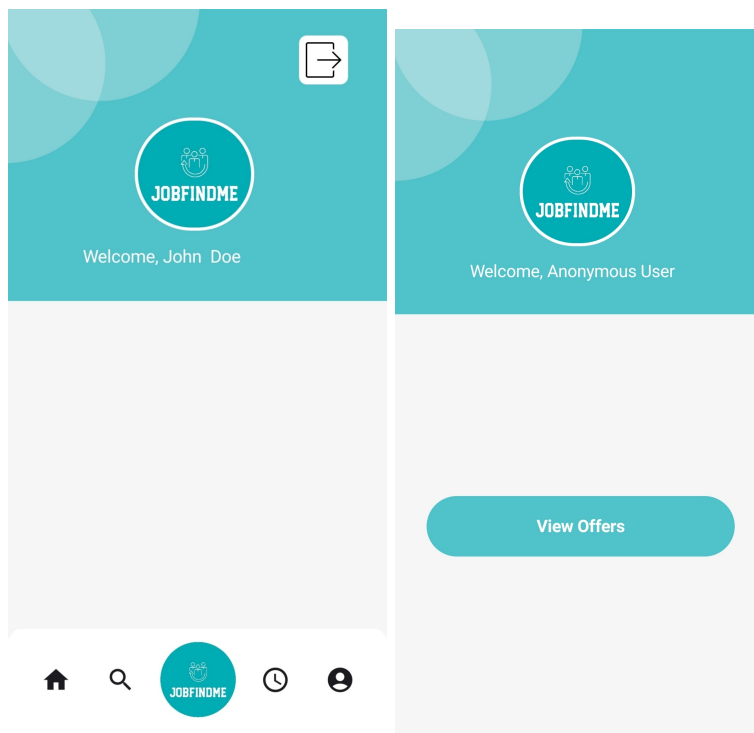 JOBFINDME
Welcome, John Doe
JOBFINDME
JOBFINDME
Welcome, Anonymous User
View Offers